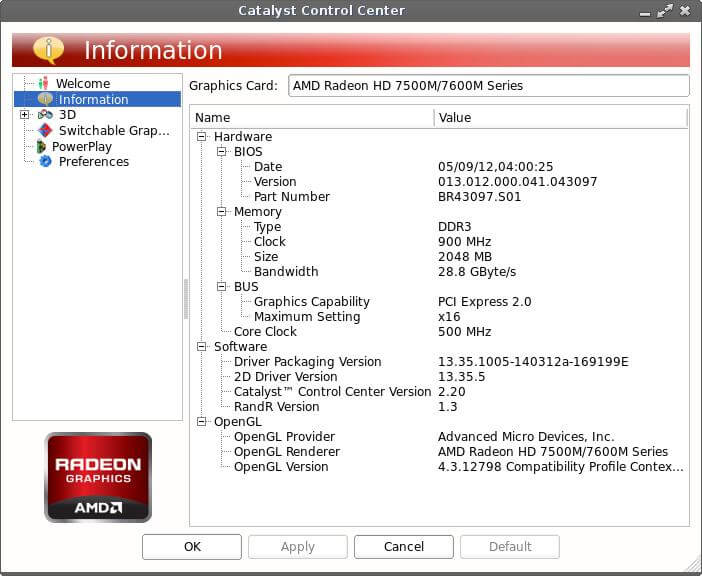 Catalyst Control Center
Information
Welcome
Information
3D
Switchable Grap...
PowerPlay
Preferences
RADEON
GRAPHICS
AMD
Graphics Card: AMD Radeon HD 7500M/7600M Series
Name Value
Hardware
BIOS
Date 05/09/12,04:00:25
Version 013.012.000.041.043097
Part Number BR43097.S01
Memory
Type DDR3
Clock 900 MHz
Size 2048 MB
Bandwidth 28.8 GByte/s
BUS
Graphics Capability PCI Express 2.0
Maximum Setting x16
Core Clock 500 MHz
Software
Driver Packaging Version 13.35.1005-140312a-169199E
2D Driver Version 13.35.5
Catalyst™ Control Center Version 2.20
RandR Version 1.3
OpenGL
OpenGL Provider Advanced Micro Devices, Inc.
OpenGL Renderer AMD Radeon HD 7500M/7600M Series
OpenGL Version 4.3.12798 Compatibility Profile Contex...
OK Apply Cancel Default